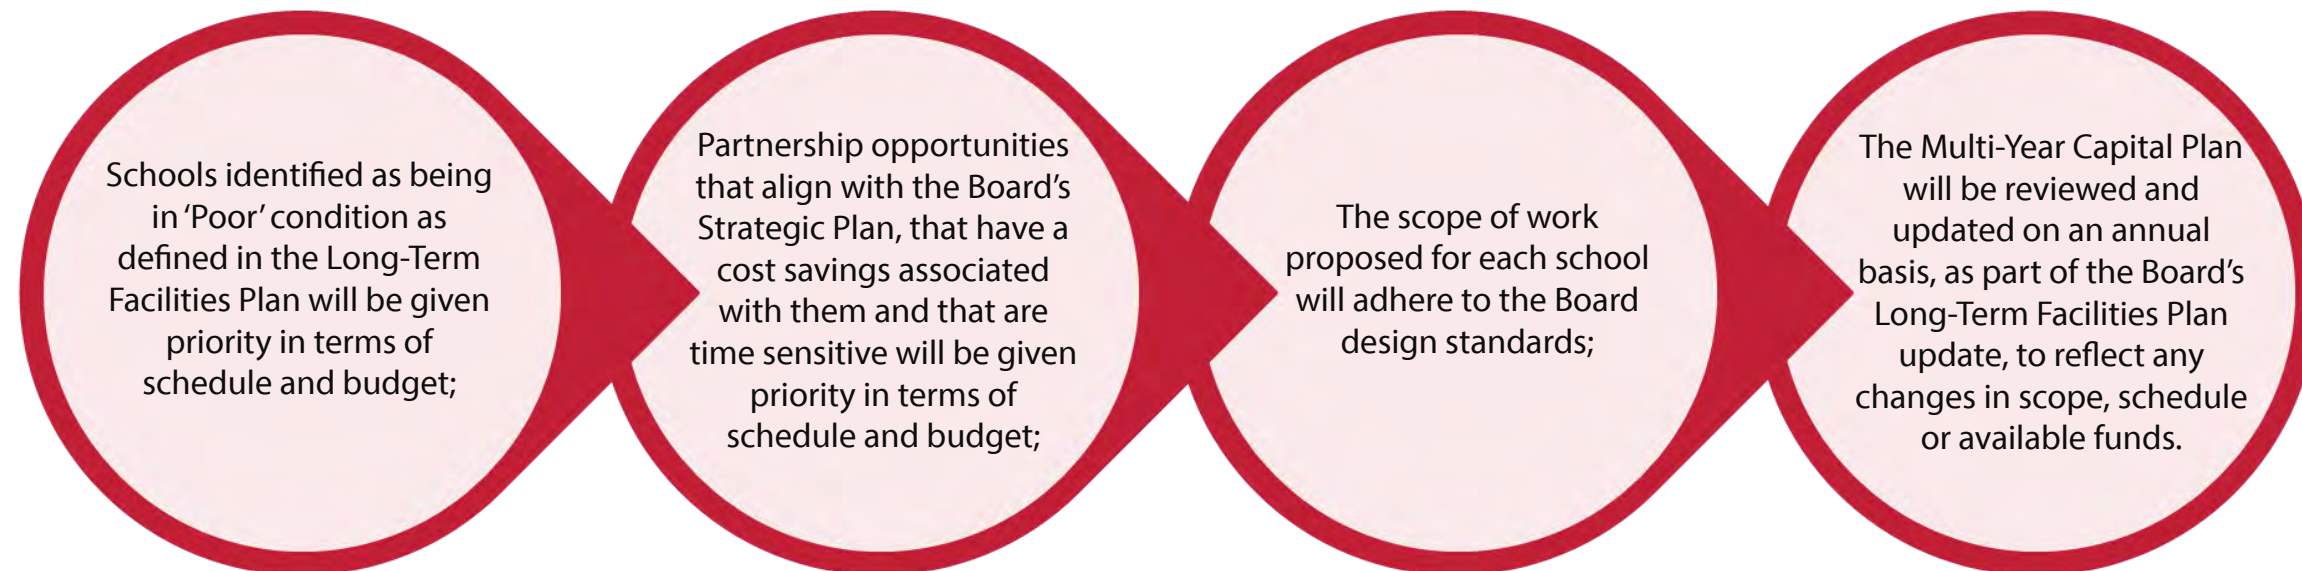 Schools identified as being
in ‘Poor’ condition as
defined in the Long-Term
Facilities Plan will be given
priority in terms of
schedule and budget;
Partnership opportunities
that align with the Board’s
Strategic Plan, that have a
cost savings associated
with them and that are
time sensitive will be given
priority in terms of
schedule and budget;
The scope of work
proposed for each school
will adhere to the Board
design standards;
The Multi-Year Capital Plan
will be reviewed and
updated on an annual
basis, as part of the Board’s
Long-Term Facilities Plan
update, to reflect any
changes in scope, schedule
or available funds.